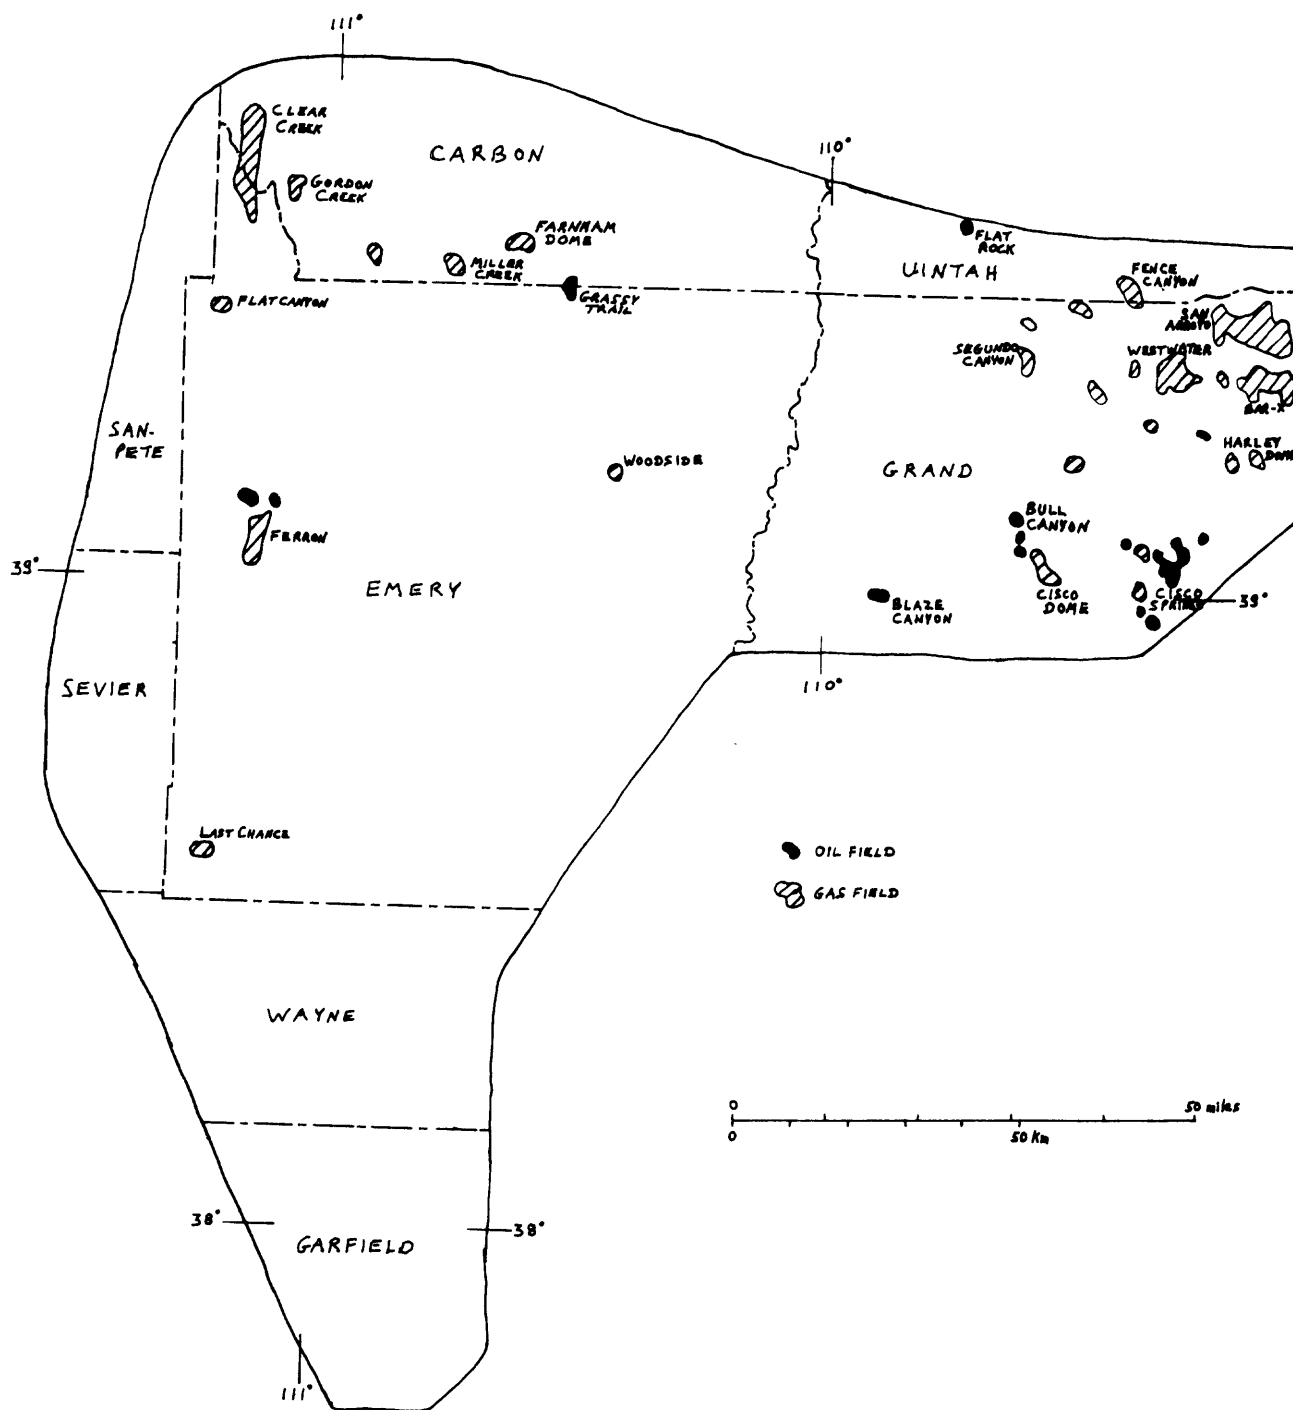 111°
CLEAR
CREEK
CARBON
110°
GORDON
CREEK
FARNHAM
DOME
FLAT
ROCK
MILLER
CREEK
UINTAH
FENCE
CANYON
FLAT CANYON
GRASSY
TRAIL
SAN
ARROYO
SEGUNDO
CANYON
WESTWATER
BAR-X
SAN-
PETE
HARLEY
DOME
WOODSIDE
GRAND
BULL
CANYON
FERRON
39°
EMERY
BLAZE
CANYON
CISCO
DOME
CISCO
SPRINGS
39°
SEVIER
110°
LAST CHANCE
OIL FIELD
GAS FIELD
WAYNE
0
50 miles
0
50 Km
38°
38°
GARFIELD
111°